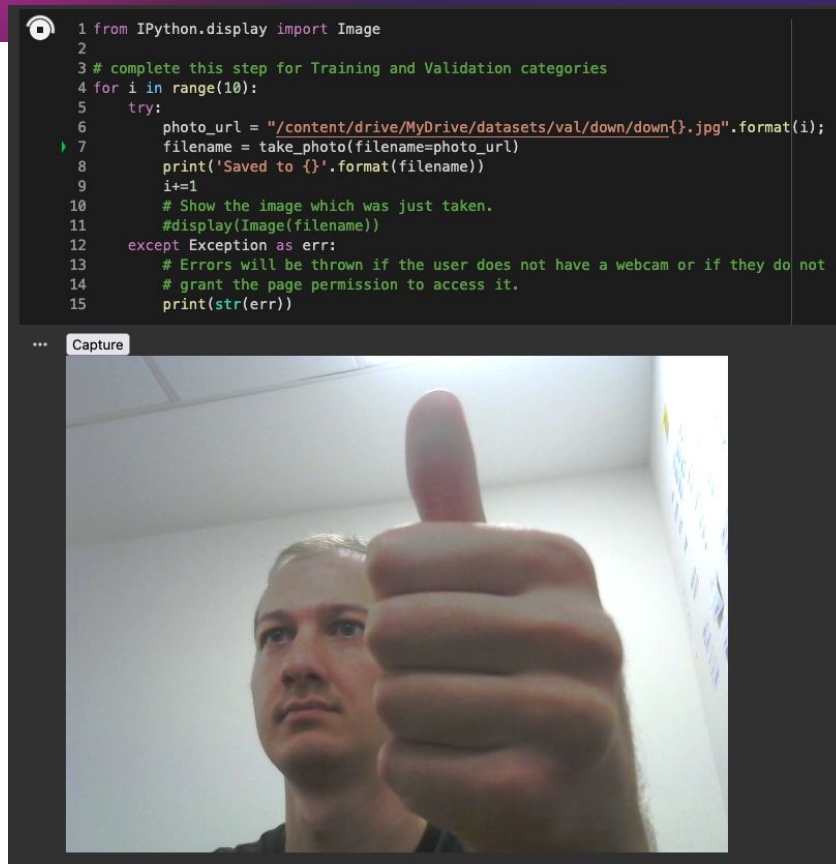 1 from IPython.display import Image
2
3 # complete this step for Training and Validation categories
4 for i in range(10):
5     try:
6         photo_url = "/content/drive/MyDrive/datasets/val/down/down{}.jpg".format(i);
7         filename = take_photo(filename=photo_url)
8         print('Saved to {}'.format(filename))
9         i+=1
10         # Show the image which was just taken.
11         #display(Image(filename))
12     except Exception as err:
13         # Errors will be thrown if the user does not have a webcam or if they do not
14         # grant the page permission to access it.
15         print(str(err))
Capture